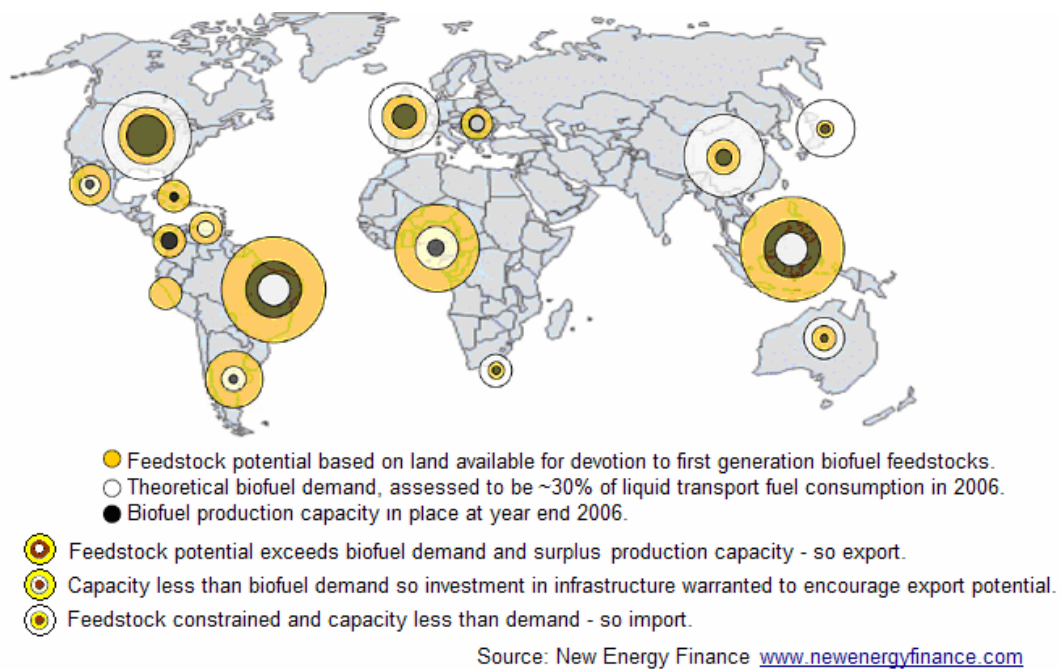 Feedstock potential based on land available for devotion to first generation biofuel feedstocks.
Theoretical biofuel demand, assessed to be ~30% of liquid transport fuel consumption in 2006.
Biofuel production capacity in place at year end 2006.
Feedstock potential exceeds biofuel demand and surplus production capacity - so export.
Capacity less than biofuel demand so investment in infrastructure warranted to encourage export potential.
Feedstock constrained and capacity less than demand - so import.
Source: New Energy Finance www.newenergyfinance.com